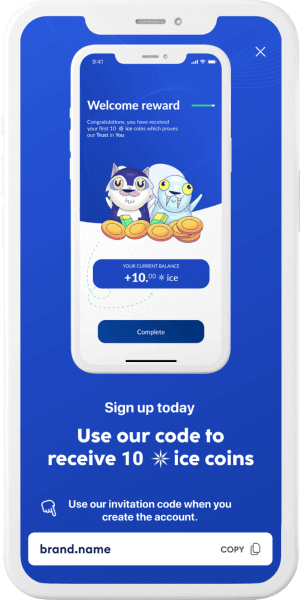 9:41
Welcome reward
Congratulations, you have received
your first 10 ice coins which proves
our Trust in You
YOUR CURRENT BALANCE
+10.00 ice
Complete
Sign up today
Use our code to
receive 10 ice coins
Use our invitation code when you
create the account.
brand.name COPY